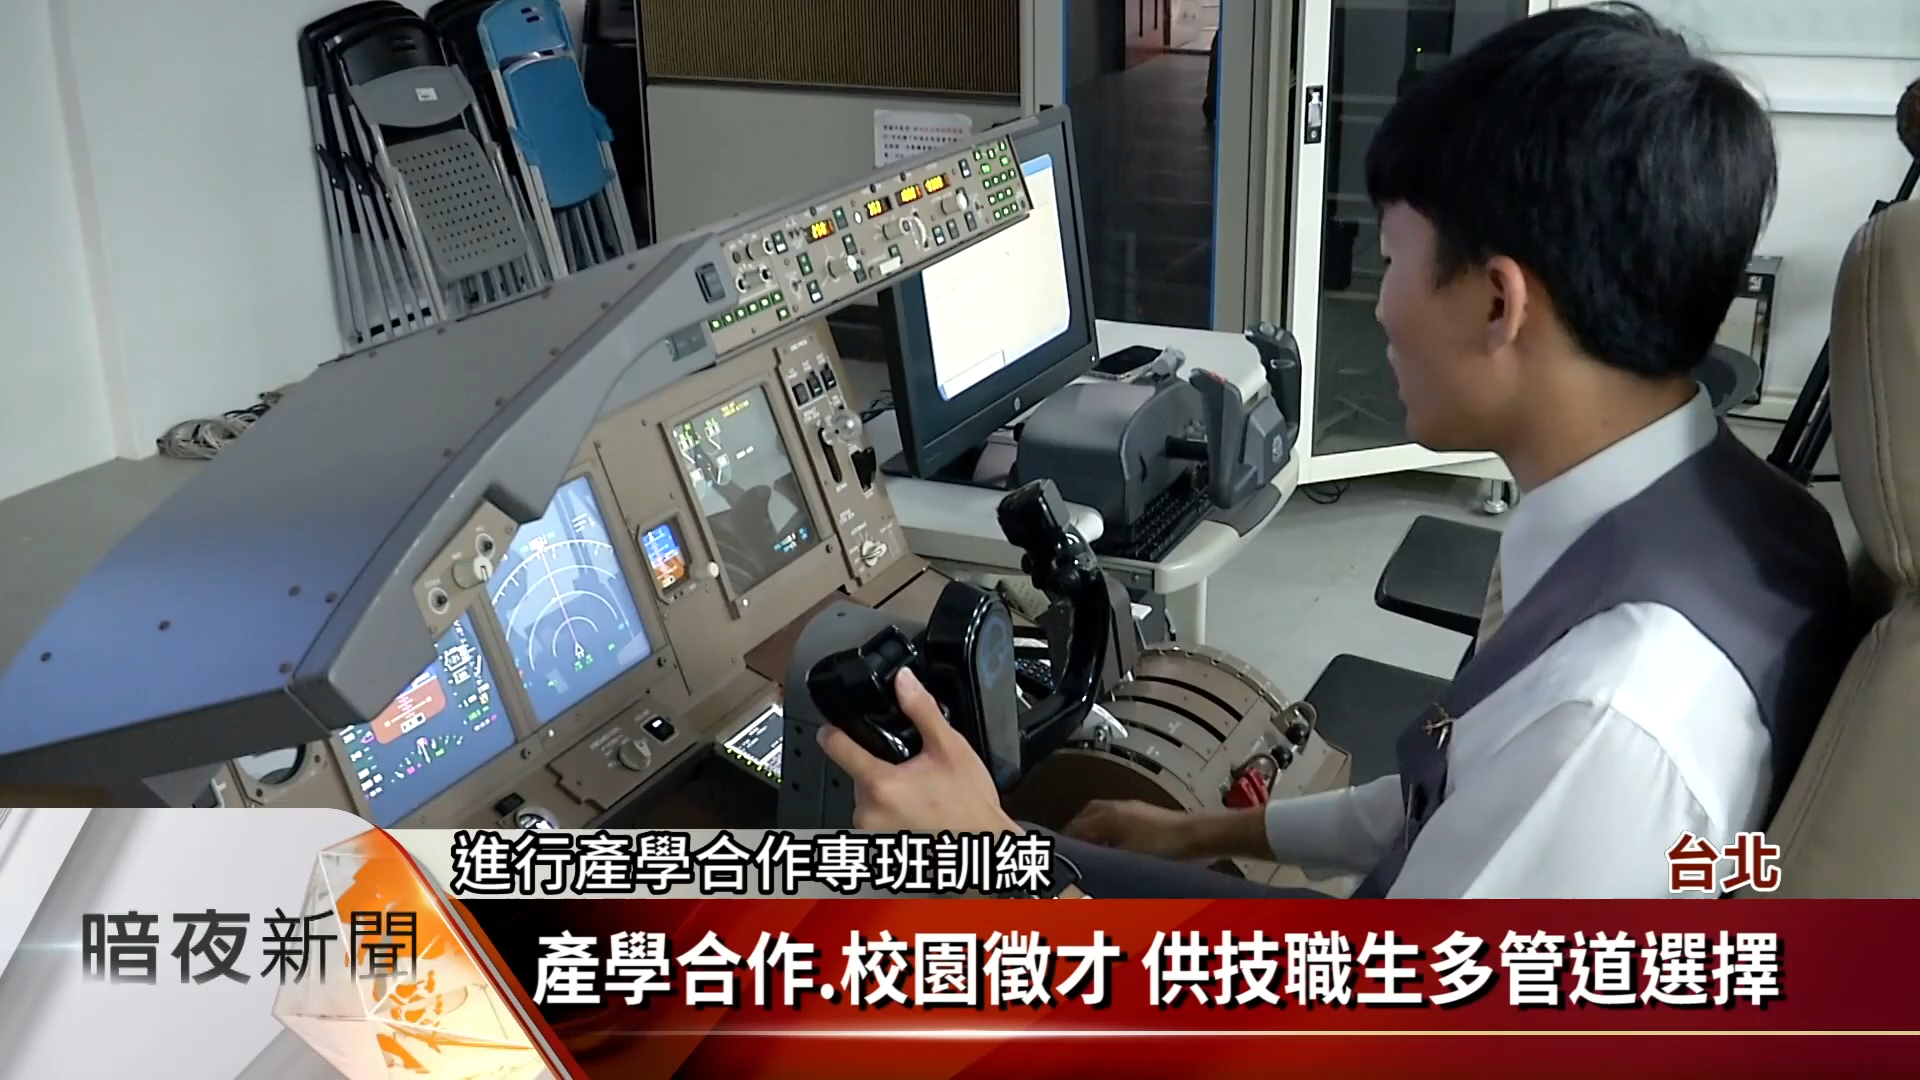 進行產學合作專班訓練
台北
暗夜新聞
產學合作.校園徵才 供技職生多管道選擇